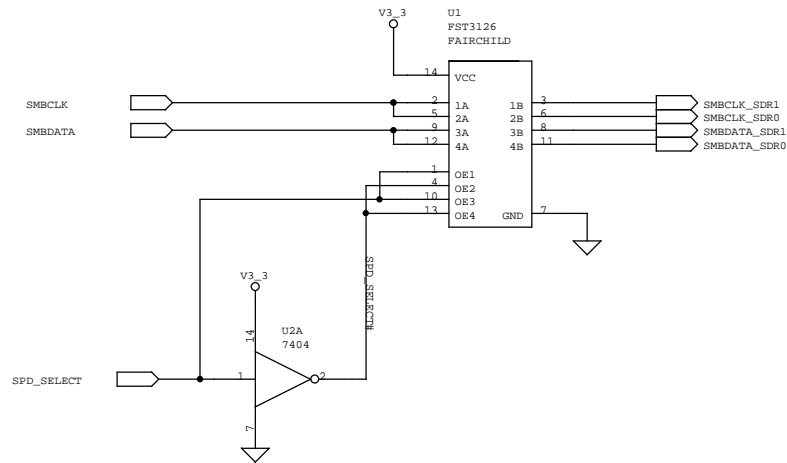 V3_3
U1
FST3126
FAIRCHILD
14 VCC
SMBCLK 2 1A 1B 3 SMBCLK_SDR1
5 2A 2B 6 SMBCLK_SDR0
SMBDATA 9 3A 3B 8 SMBDATA_SDR1
12 4A 4B 11 SMBDATA_SDR0
1 OE1
4 OE2
10 OE3
13 OE4 GND 7
SPD_SELECT#
V3_3
14
U2A
7404
SPD_SELECT 1 2
7